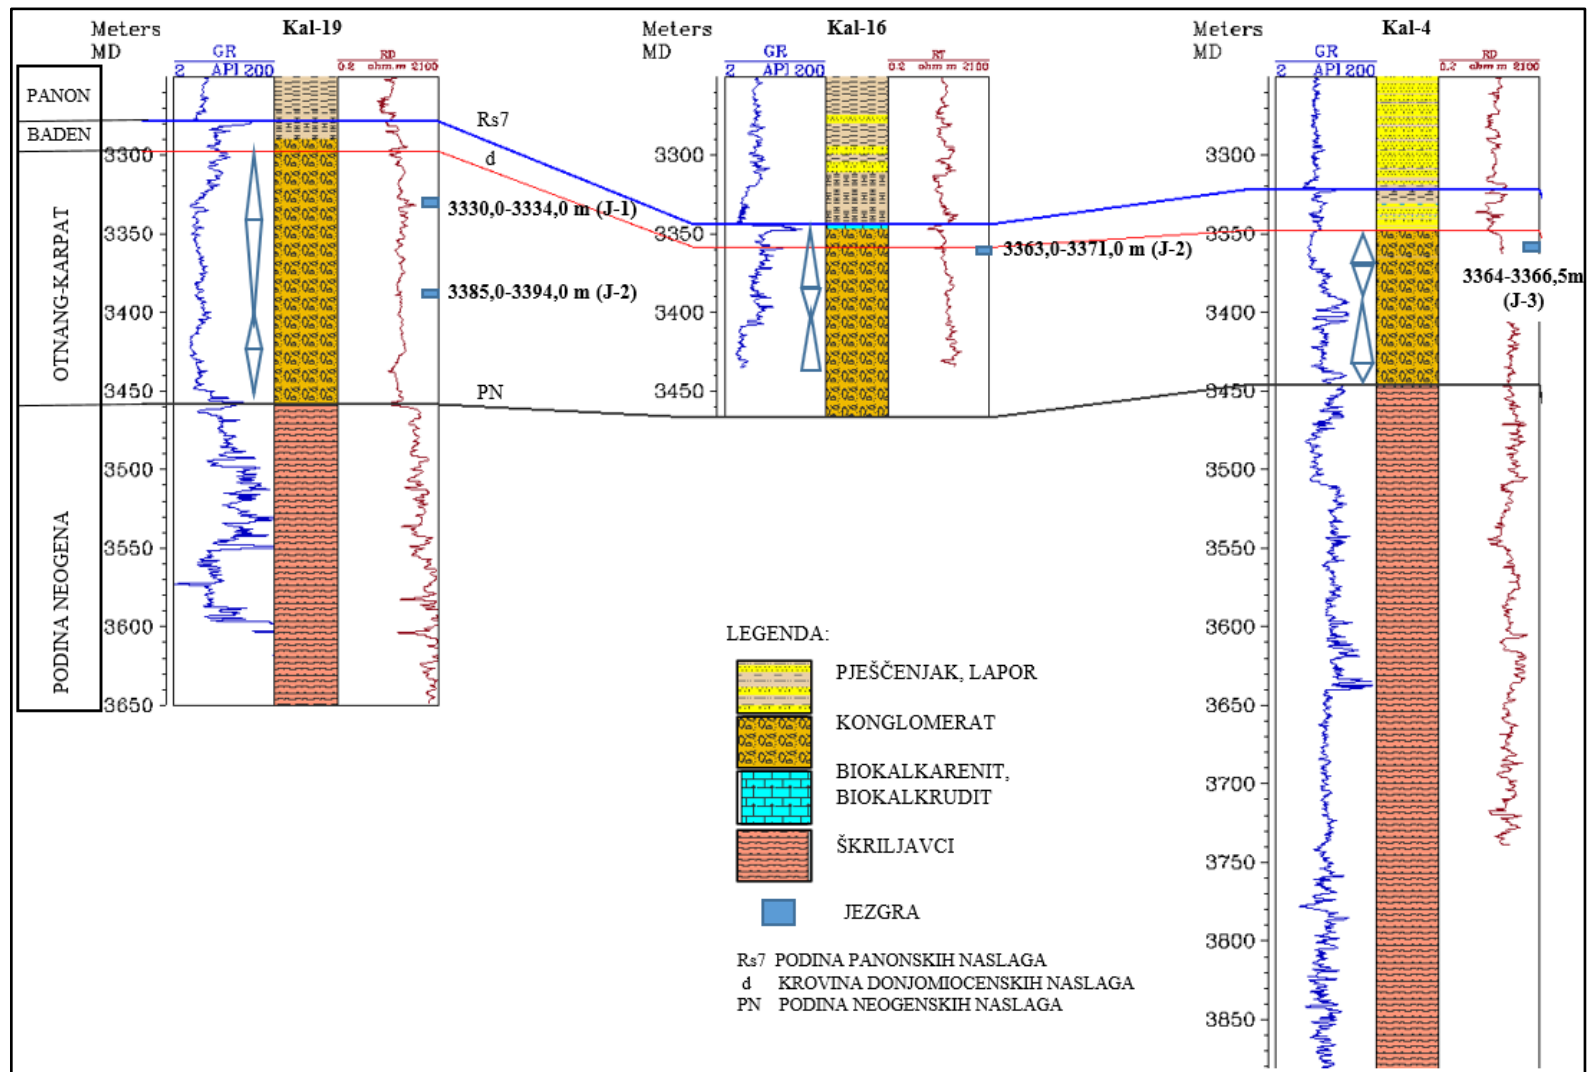 Meters
MD
Kal-19
GR
2 API 200
RD
0.2 ohm.m 2100
Meters
MD
Kal-16
GR
2 API 200
RT
0.2 ohm m 2100
Meters
MD
Kal-4
GR
2 API 200
RD
0.2 ohm m 2100
PANON
BADEN
OTNANG-KARPAT
PODINA NEOGENA
3300
3350
3400
3450
3500
3550
3600
3650
Rs7
d
3330,0-3334,0 m (J-1)
3385,0-3394,0 m (J-2)
PN
3300
3350
3400
3450
3363,0-3371,0 m (J-2)
3300
3350
3400
3450
3500
3550
3600
3650
3700
3750
3800
3850
3364-3366,5m
(J-3)
LEGENDA:
PJEŠČENJAK, LAPOR
KONGLOMERAT
BIOKALKARENIT,
BIOKALKRUDIT
ŠKRILJAVCI
JEZGRA
Rs7 PODINA PANONSKIH NASLAGA
d KROVINA DONJOMIOCENSKIH NASLAGA
PN PODINA NEOGENSKIH NASLAGA